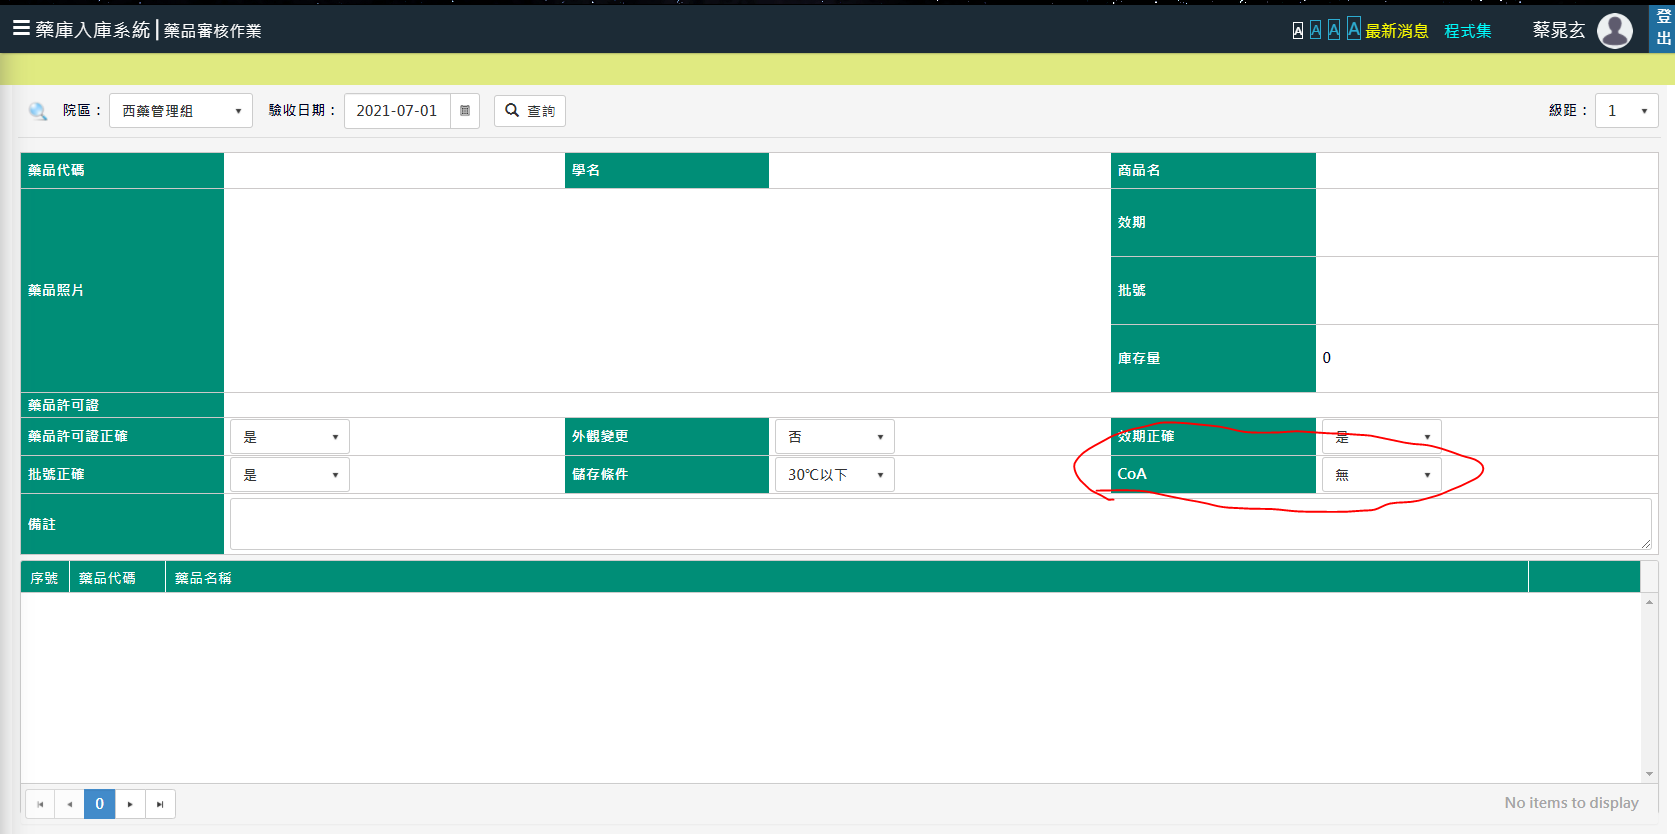 藥庫入庫系統 | 藥品審核作業 A A A A 最新消息 程式集 蔡晁玄 登出
院區： 西藥管理組 驗收日期： 2021-07-01 查詢 級距： 1
藥品代碼 學名 商品名
藥品照片
效期
批號
庫存量 0
藥品許可證
藥品許可證正確 是 外觀變更 否 效期正確 是
批號正確 是 儲存條件 30℃以下 CoA 無
備註
序號 藥品代碼 藥品名稱
0 No items to display